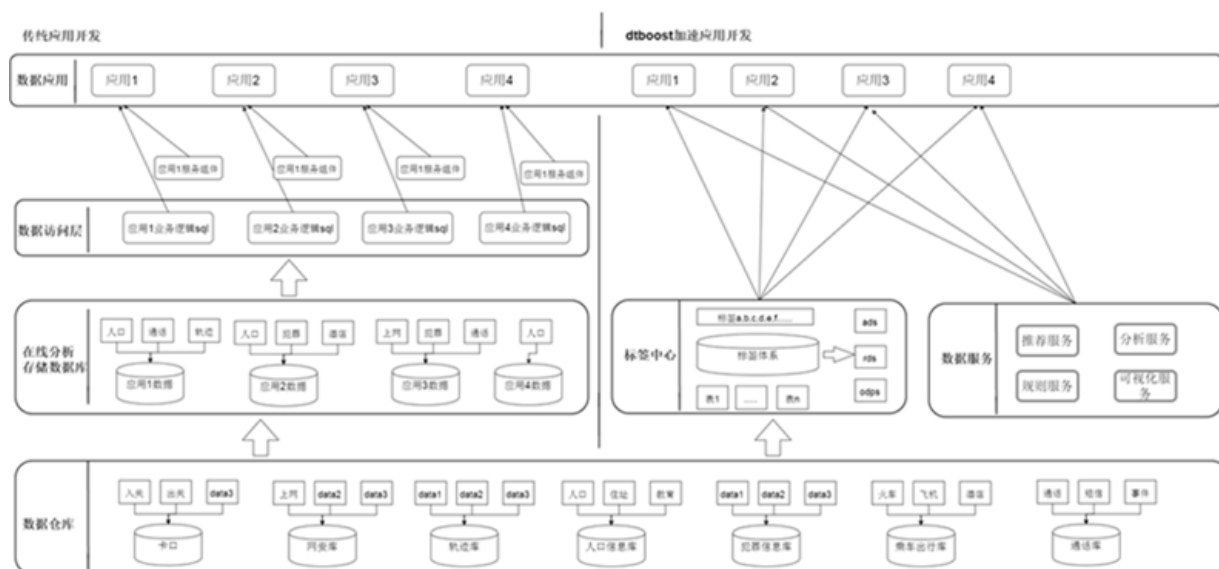 传统应用开发
dtboost加速应用开发
数据应用
应用1
应用2
应用3
应用4
应用1
应用2
应用3
应用4
应用1服务组件
应用1服务组件
应用1服务组件
应用1服务组件
数据访问层
应用1业务逻辑sql
应用2业务逻辑sql
应用3业务逻辑sql
应用4业务逻辑sql
在线分析
存储数据库
人口
通话
轨迹
应用1数据
人口
犯罪
酒店
应用2数据
上网
犯罪
通话
应用3数据
人口
应用4数据
标签中心
标签a.b.c.d.e.f......
标签体系
表1
......
表n
ads
rds
odps
数据服务
推荐服务
分析服务
规则服务
可视化服
务
数据仓库
入关
出关
data3
卡口
上网
data2
data3
网安库
data1
data2
data3
轨迹库
人口
住址
教育
人口信息库
data1
data2
data3
犯罪信息库
火车
飞机
酒店
乘车出行库
通话
短信
事件
通话库